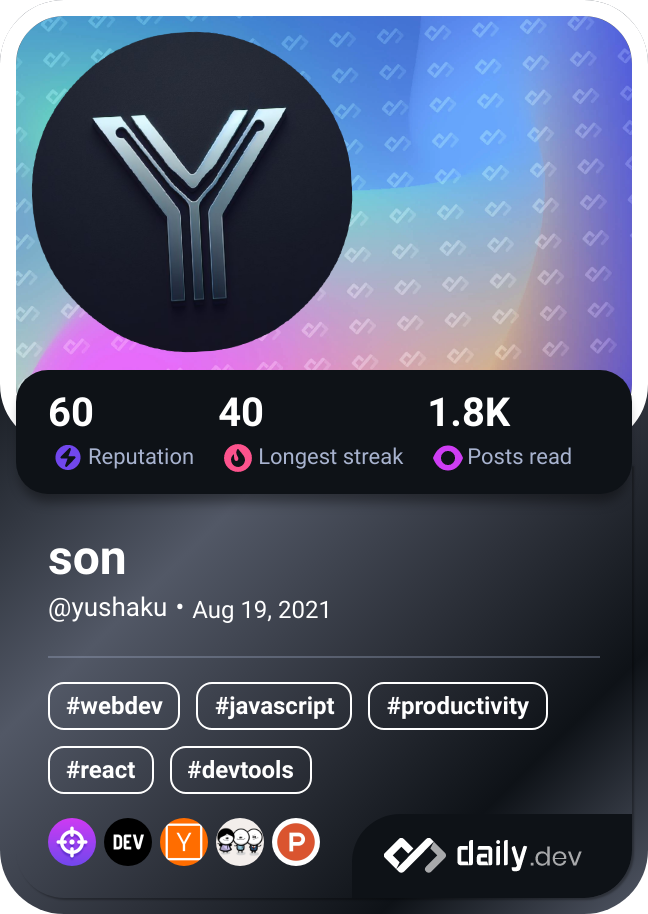 60 40 1.8K
Reputation Longest streak Posts read
son
@yushaku • Aug 19, 2021
#webdev #javascript #productivity
#react #devtools
DEV Y P
daily.dev